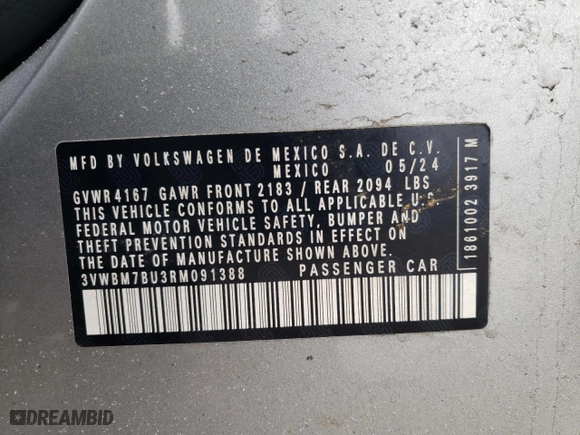 MFD BY VOLKSWAGEN DE MEXICO S.A. DE C.V.
MEXICO 05/24
GVWR 4167 GAWR FRONT 2183 / REAR 2094 LBS
THIS VEHICLE CONFORMS TO ALL APPLICABLE U.S.
FEDERAL MOTOR VEHICLE SAFETY, BUMPER AND
THEFT PREVENTION STANDARDS IN EFFECT ON
THE DATE OF MANUFACTURE SHOWN ABOVE.
3VWBM7BU3RM091388 PASSENGER CAR
1861002 3917 M
DREAMBID